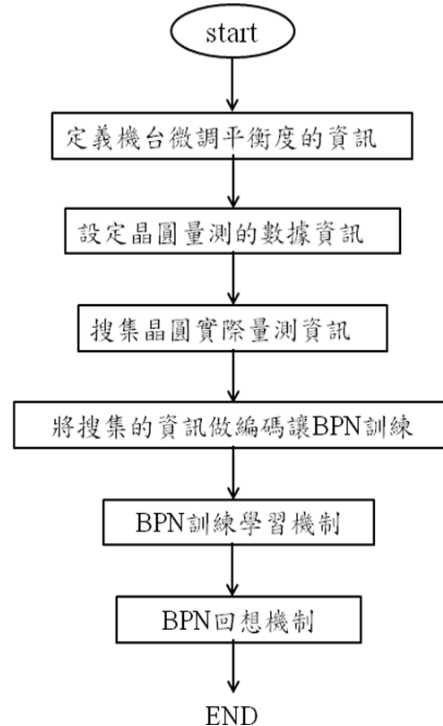 start
定義機台微調平衡度的資訊
設定晶圓量測的數據資訊
搜集晶圓實際量測資訊
將搜集的資訊做編碼讓BPN訓練
BPN訓練學習機制
BPN回想機制
END